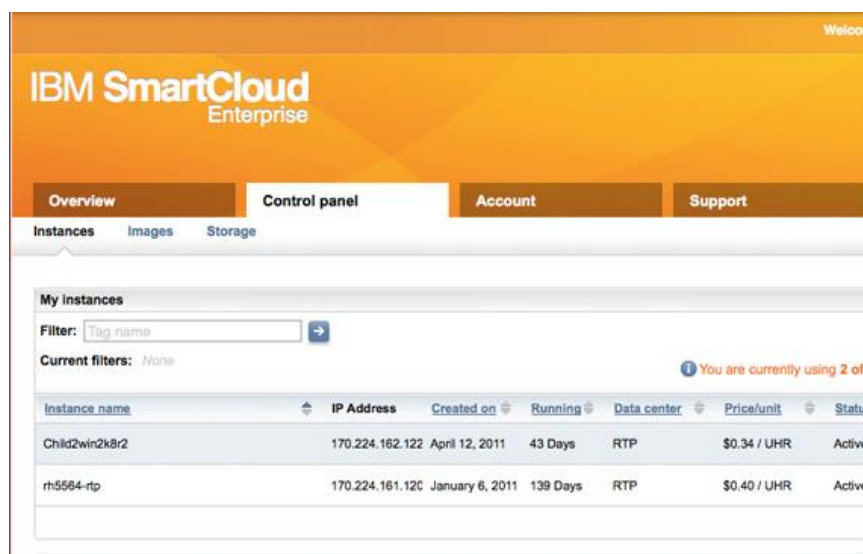 Welco
IBM SmartCloud
Enterprise
Overview Control panel Account Support
Instances Images Storage
My instances
Filter: Tag name
Current filters: None
You are currently using 2 of
Instance name IP Address Created on Running Data center Price/unit Statu
Child2win2k8r2 170.224.162.122 April 12, 2011 43 Days RTP $0.34 / UHR Active
rh5564-rtp 170.224.161.120 January 6, 2011 139 Days RTP $0.40 / UHR Active